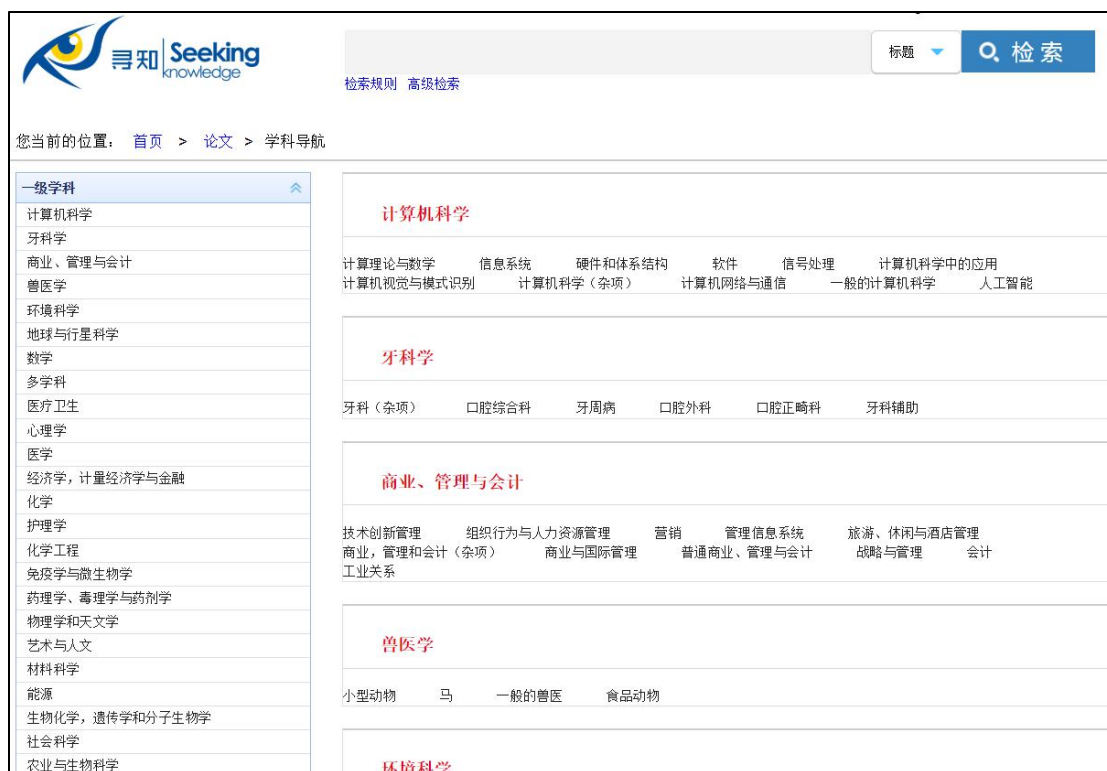 寻知 Seeking knowledge
标题 检索
检索规则 高级检索
您当前的位置： 首页 > 论文 > 学科导航
一级学科
计算机科学
牙科学
商业、管理与会计
兽医学
环境科学
地球与行星科学
数学
多学科
医疗卫生
心理学
医学
经济学，计量经济学与金融
化学
护理学
化学工程
免疫学与微生物学
药理学、毒理学与药剂学
物理学和天文学
艺术与人文
材料科学
能源
生物化学，遗传学和分子生物学
社会科学
农业与生物科学
计算机科学
计算理论与数学 信息系统 硬件和体系结构 软件 信号处理 计算机科学中的应用
计算机视觉与模式识别 计算机科学（杂项） 计算机网络与通信 一般的计算机科学 人工智能
牙科学
牙科（杂项） 口腔综合科 牙周病 口腔外科 口腔正畸科 牙科辅助
商业、管理与会计
技术创新管理 组织行为与人力资源管理 营销 管理信息系统 旅游、休闲与酒店管理
商业，管理和会计（杂项） 商业与国际管理 普通商业、管理与会计 战略与管理 会计
工业关系
兽医学
小型动物 马 一般的兽医 食品动物
环境科学